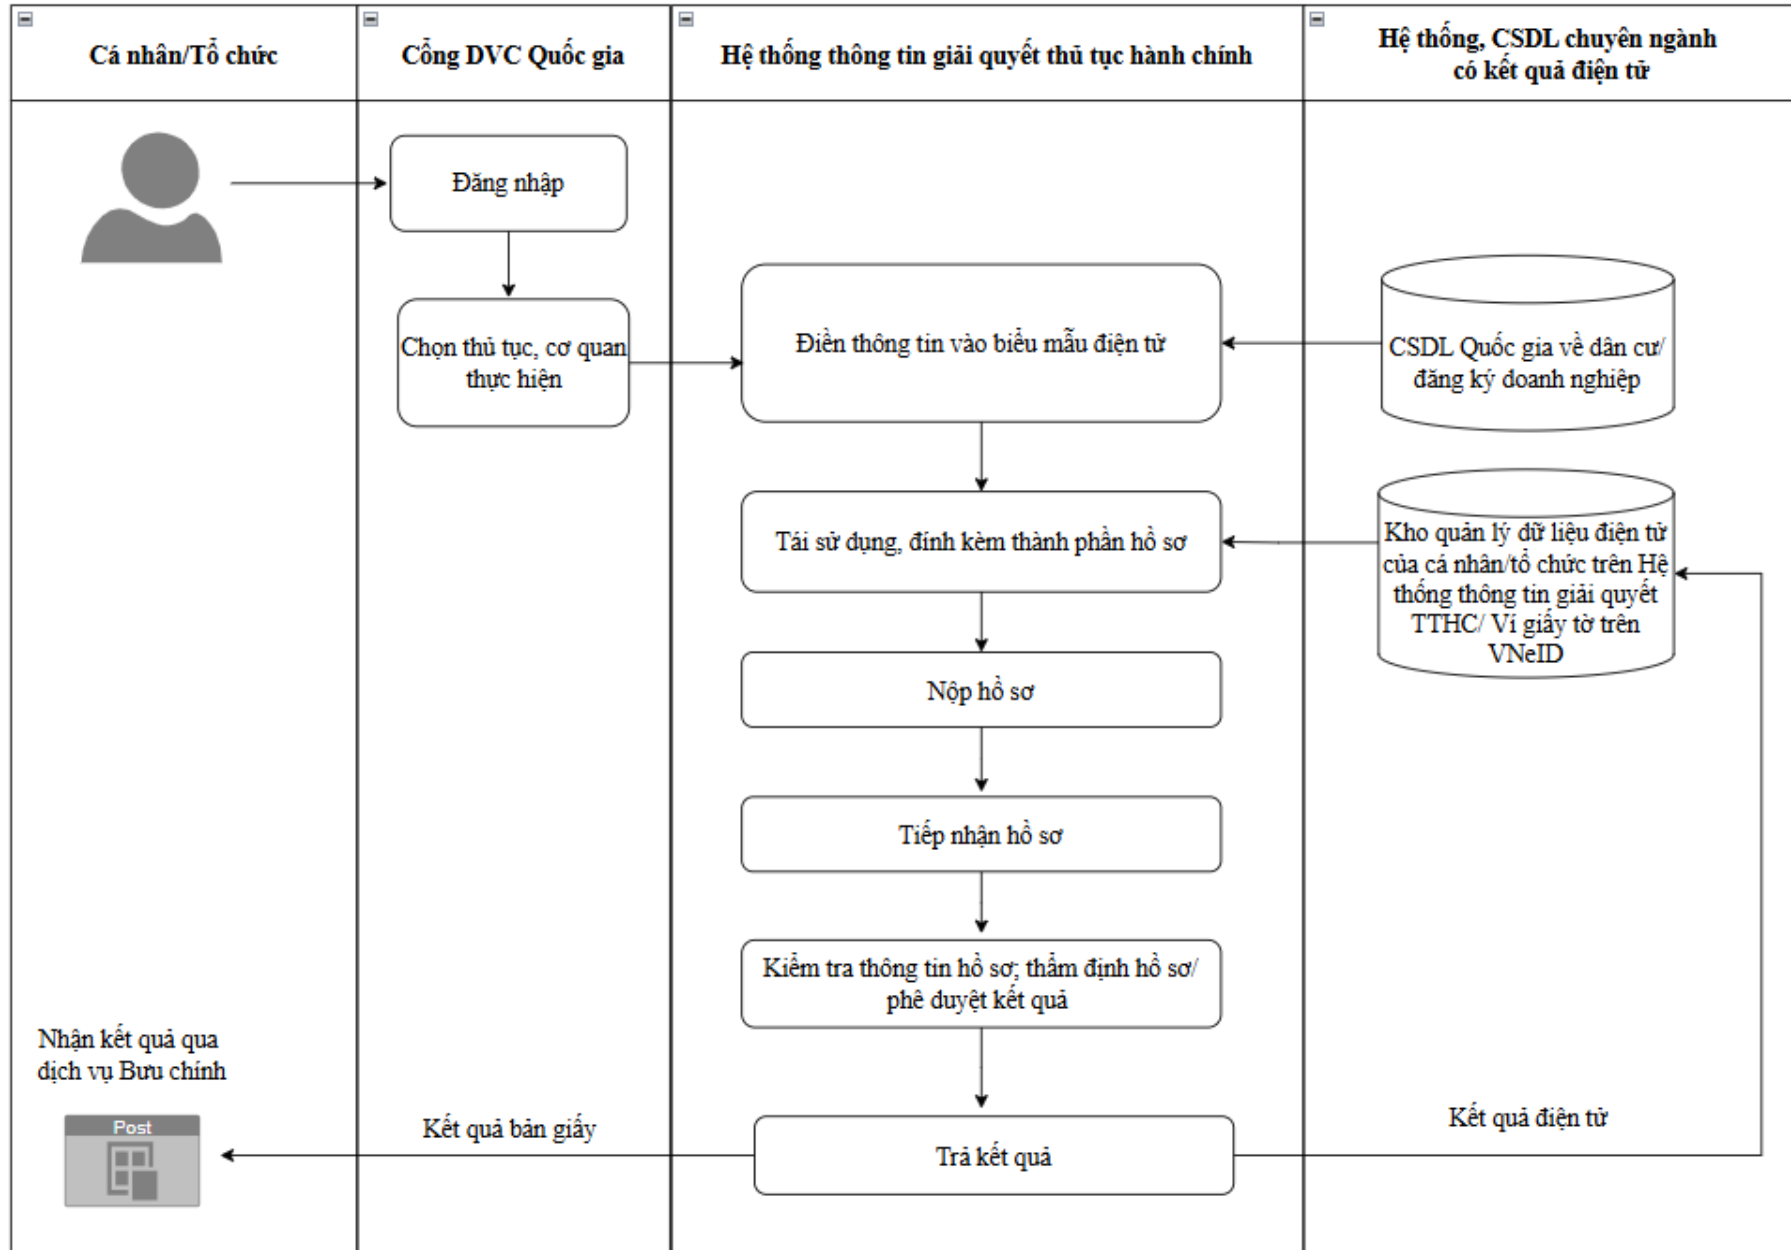 Cá nhân/Tổ chức
Cổng DVC Quốc gia
Hệ thống thông tin giải quyết thủ tục hành chính
Hệ thống, CSDL chuyên ngành
có kết quả điện tử
Đăng nhập
Chọn thủ tục, cơ quan
thực hiện
Điền thông tin vào biểu mẫu điện tử
CSDL Quốc gia về dân cư/
đăng ký doanh nghiệp
Tái sử dụng, đính kèm thành phần hồ sơ
Kho quản lý dữ liệu điện tử
của cá nhân/tổ chức trên Hệ
thống thông tin giải quyết
TTHC/ Ví giấy tờ trên
VNeID
Nộp hồ sơ
Tiếp nhận hồ sơ
Kiểm tra thông tin hồ sơ; thẩm định hồ sơ/
phê duyệt kết quả
Nhận kết quả qua
dịch vụ Bưu chính
Post
Kết quả bản giấy
Trả kết quả
Kết quả điện tử